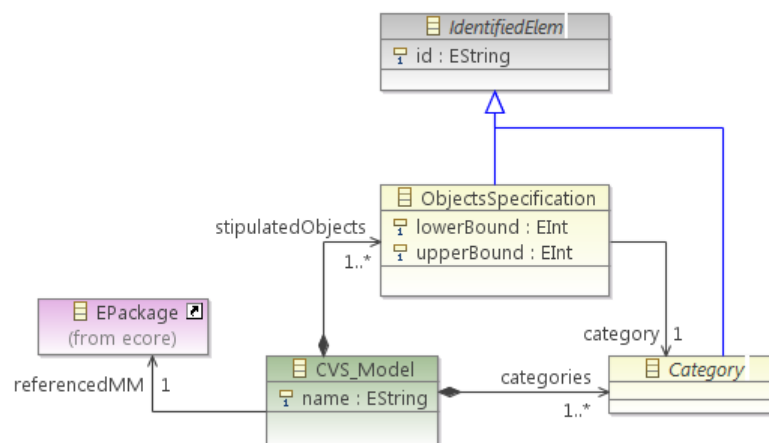 IdentifiedElem
id : EString
ObjectsSpecification
lowerBound : EInt
upperBound : EInt
stipulatedObjects
1..*
EPackage
(from ecore)
category 1
referencedMM 1
CVS_Model
name : EString
categories
1..*
Category